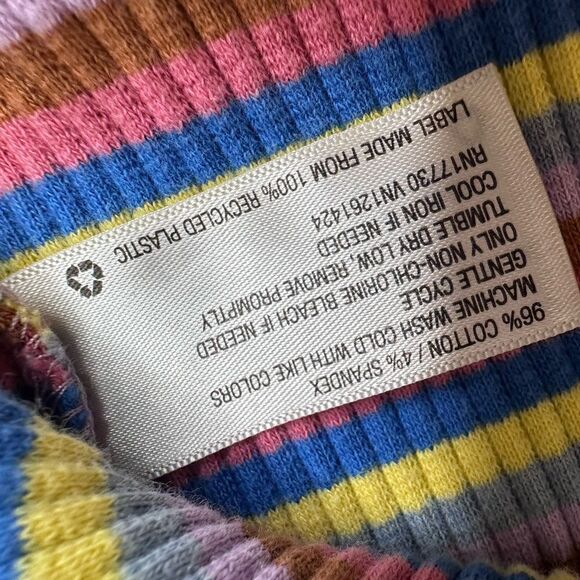 96% COTTON / 4% SPANDEX
MACHINE WASH COLD WITH LIKE COLORS
GENTLE CYCLE
ONLY NON-CHLORINE BLEACH IF NEEDED
TUMBLE DRY LOW, REMOVE PROMPTLY
COOL IRON IF NEEDED
RN17730 VN1261424
LABEL MADE FROM 100% RECYCLED PLASTIC